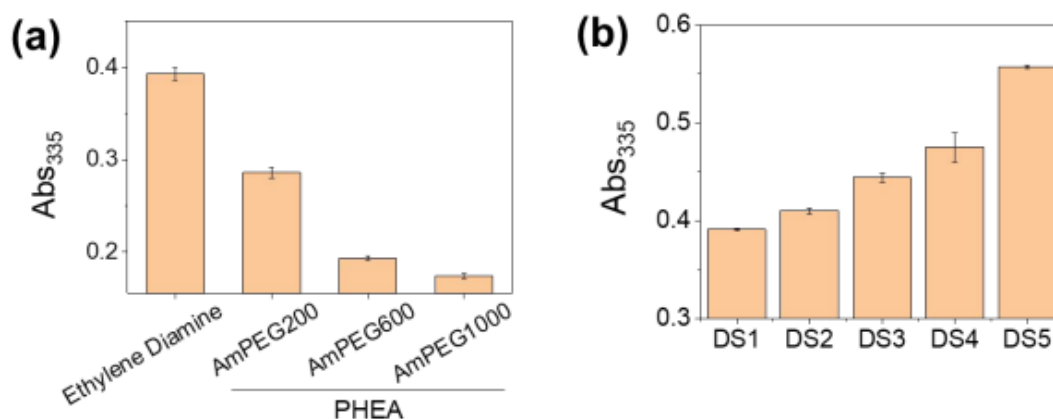 (a)
Abs335
0.4
0.3
0.2
Ethylene Diamine
AmPEG200
AmPEG600
AmPEG1000
PHEA
(b)
Abs335
0.6
0.5
0.4
0.3
DS1 DS2 DS3 DS4 DS5